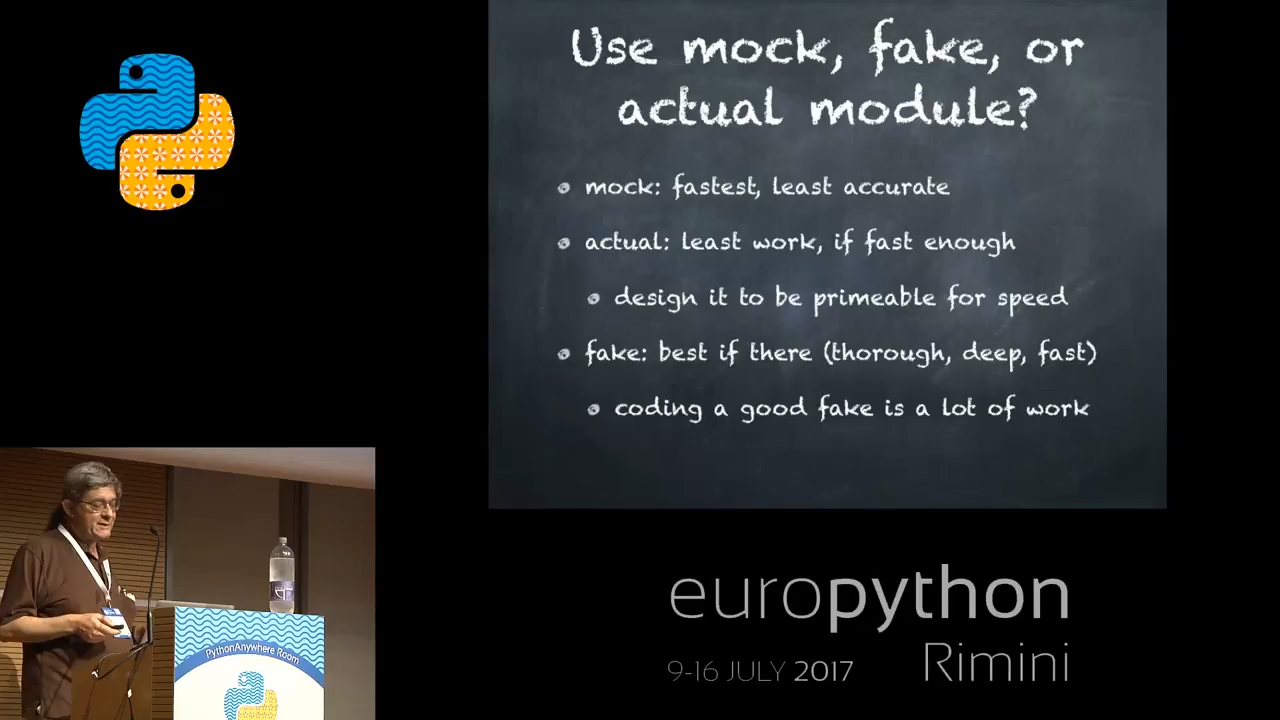 Use mock, fake, or
actual module?
mock: fastest, least accurate
actual: least work, if fast enough
design it to be primeable for speed
fake: best if there (thorough, deep, fast)
coding a good fake is a lot of work
PythonAnywhere Room
europython
Rimini
9-16 JULY 2017